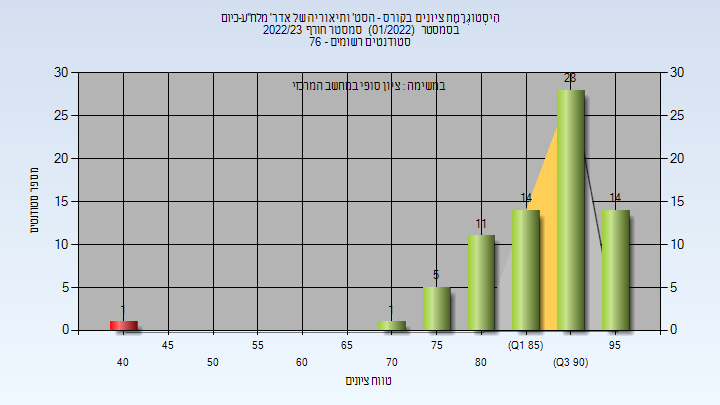 היסטוגרמת ציונים בקורס - הסט' ותיאוריה של אדר' מלה"ע-כיום
בסמסטר (01/2022) סמסטר חורף 2022/23
סטודנטים רשומים - 76
במשימה : ציון סופי במחשב המרכזי
30 30
25 25
20 20
15 15
10 10
5 5
0 0
1 1 5 11 14 28 14
מספר סטודנטים
45 55 65 75 (Q1 85) 95
40 50 60 70 80 (Q3 90)
טווח ציונים